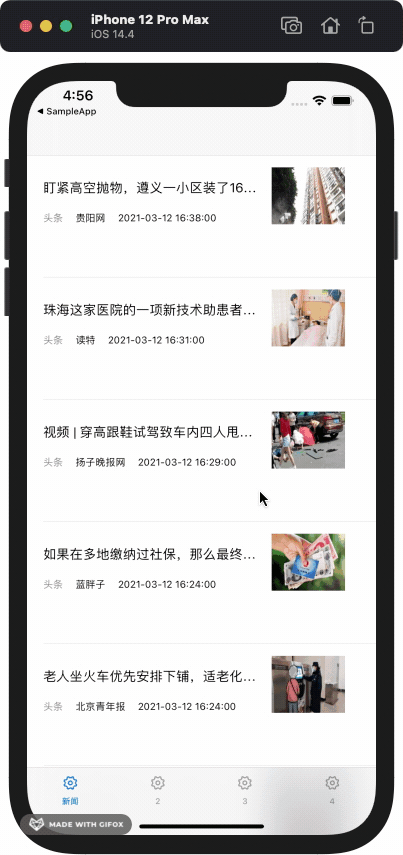 iPhone 12 Pro Max
iOS 14.4
4:56
◀ SampleApp
盯紧高空抛物，遵义一小区装了16...
头条 贵阳网 2021-03-12 16:38:00
珠海这家医院的一项新技术助患者...
头条 读特 2021-03-12 16:31:00
视频 | 穿高跟鞋试驾致车内四人甩...
头条 扬子晚报网 2021-03-12 16:29:00
如果在多地缴纳过社保，那么最终...
头条 蓝胖子 2021-03-12 16:24:00
老人坐火车优先安排下铺，适老化...
头条 北京青年报 2021-03-12 16:24:00
新闻 2 3 4
MADE WITH GIFOX